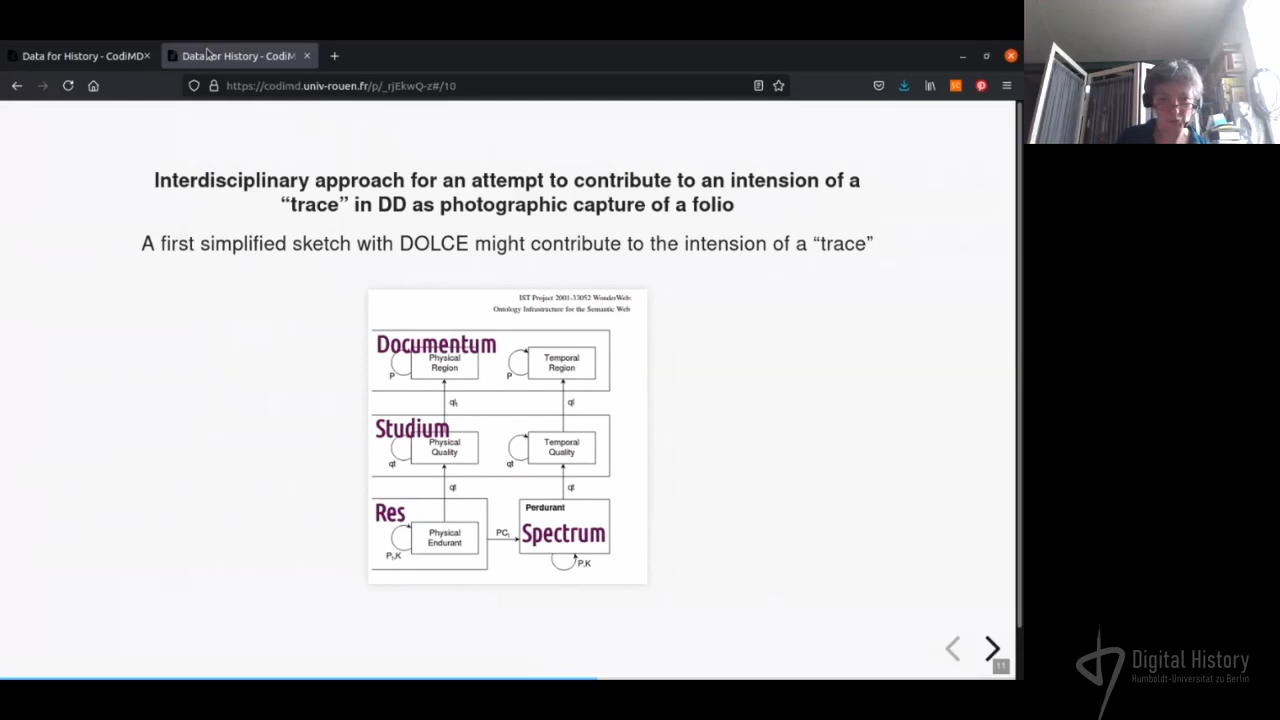 Data for History - CodiMD×
Data for History - CodiM ×
https://codimd.univ-rouen.fr/p/_rjEkwQ-z#/10
Interdisciplinary approach for an attempt to contribute to an intension of a
“trace” in DD as photographic capture of a folio
A first simplified sketch with DOLCE might contribute to the intension of a “trace”
IST Project 2001-33052 WonderWeb:
Ontology Infrastructure for the Semantic Web
Documentum
Physical
Region
P
Temporal
Region
P
ql
Studium
Physical
Quality
qt
Temporal
Quality
qt
qt
qt
Res
Physical
Endurant
PC
Perdurant
Spectrum
P,K
11
Digital History
Humboldt-Universität zu Berlin